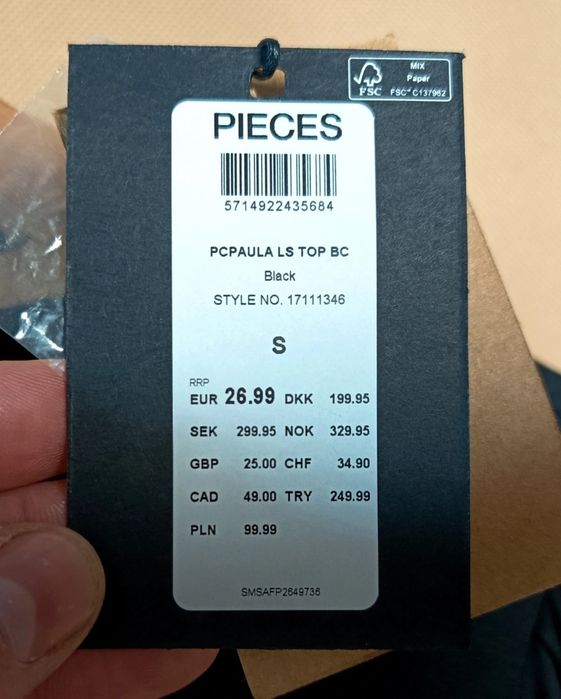 MIX
Paper
FSC
FSC® C137962
PIECES
5714922435684
PCPAULA LS TOP BC
Black
STYLE NO. 17111346
S
RRP
EUR 26.99 DKK 199.95
SEK 299.95 NOK 329.95
GBP 25.00 CHF 34.90
CAD 49.00 TRY 249.99
PLN 99.99
SMSAFP2649736